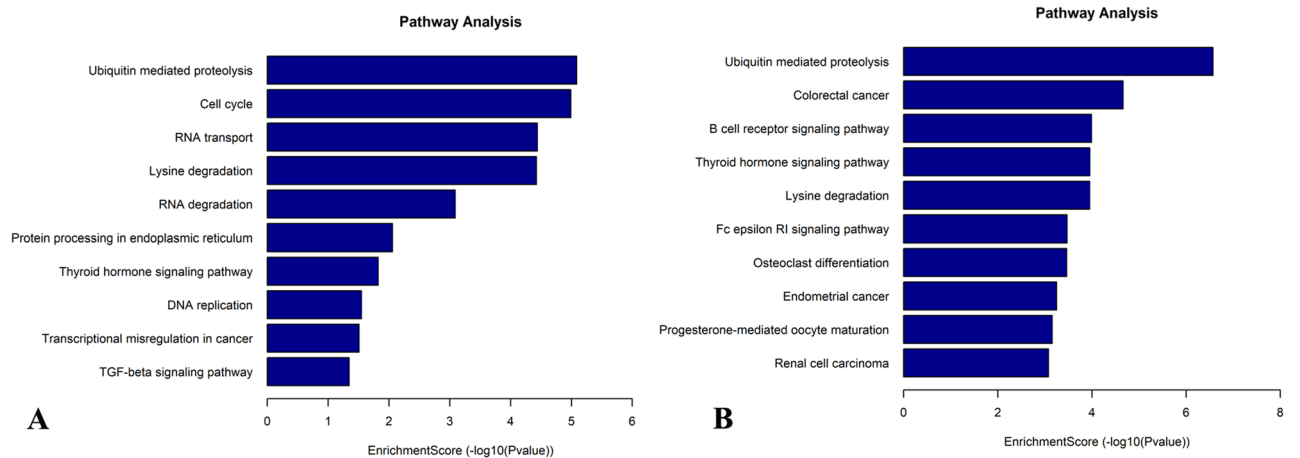 Pathway Analysis
Ubiquitin mediated proteolysis
Cell cycle
RNA transport
Lysine degradation
RNA degradation
Protein processing in endoplasmic reticulum
Thyroid hormone signaling pathway
DNA replication
Transcriptional misregulation in cancer
TGF-beta signaling pathway
0 1 2 3 4 5 6
EnrichmentScore (-log10(Pvalue))
A
Pathway Analysis
Ubiquitin mediated proteolysis
Colorectal cancer
B cell receptor signaling pathway
Thyroid hormone signaling pathway
Lysine degradation
Fc epsilon RI signaling pathway
Osteoclast differentiation
Endometrial cancer
Progesterone-mediated oocyte maturation
Renal cell carcinoma
0 2 4 6 8
EnrichmentScore (-log10(Pvalue))
B